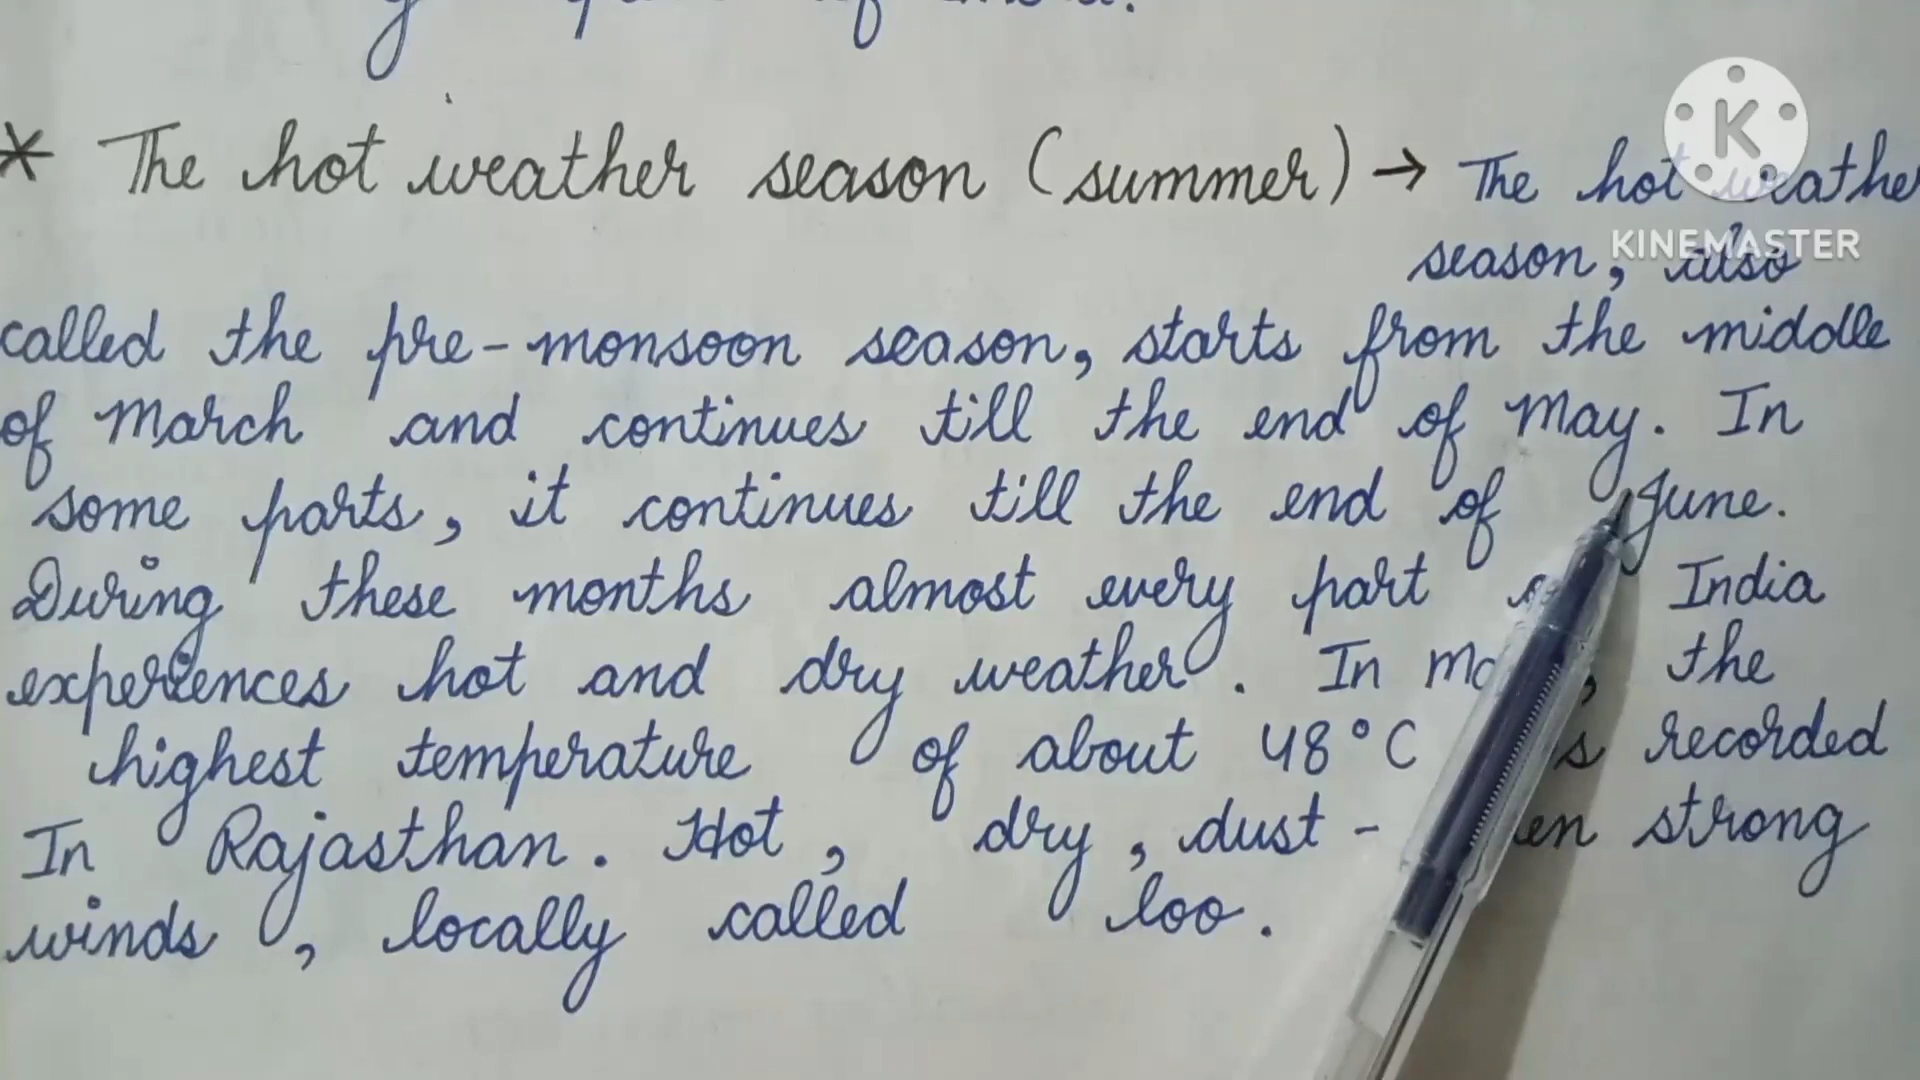 * The hot weather season (summer) → The hot weather
season, also
called the pre-monsoon season, starts from the middle
of March and continues till the end of May. In
some parts, it continues till the end of June.
During these months almost every part India
experiences hot and dry weather. In the
highest temperature of about 48°C recorded
In Rajasthan. Hot, dry, dust- strong
winds, locally called loo.
K
KINEMASTER